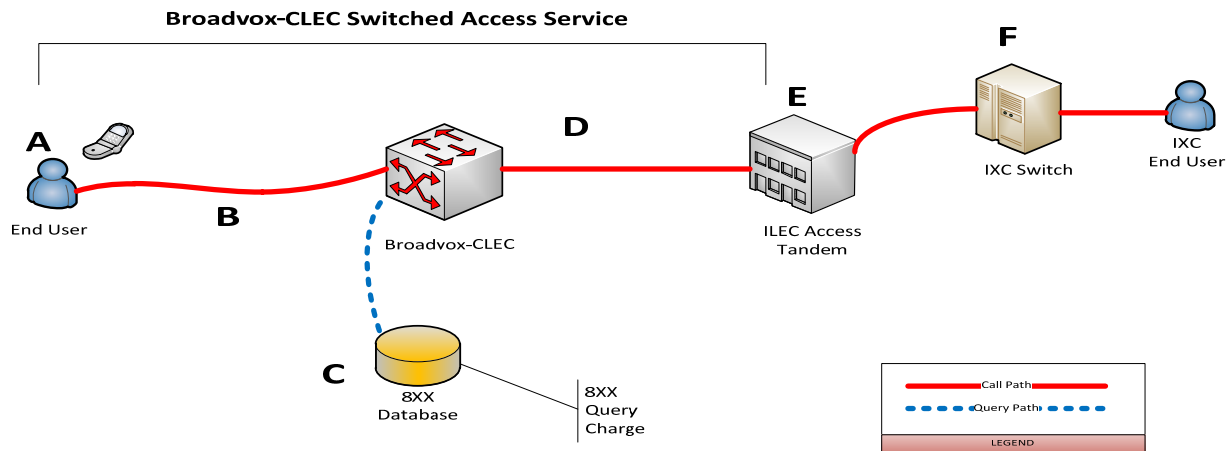 Broadvox-CLEC Switched Access Service
F
E
D
A
IXC
End User
IXC Switch
B
End User
Broadvox-CLEC
ILEC Access
Tandem
C
8XX
Database
8XX
Query
Charge
Call Path
Query Path
LEGEND